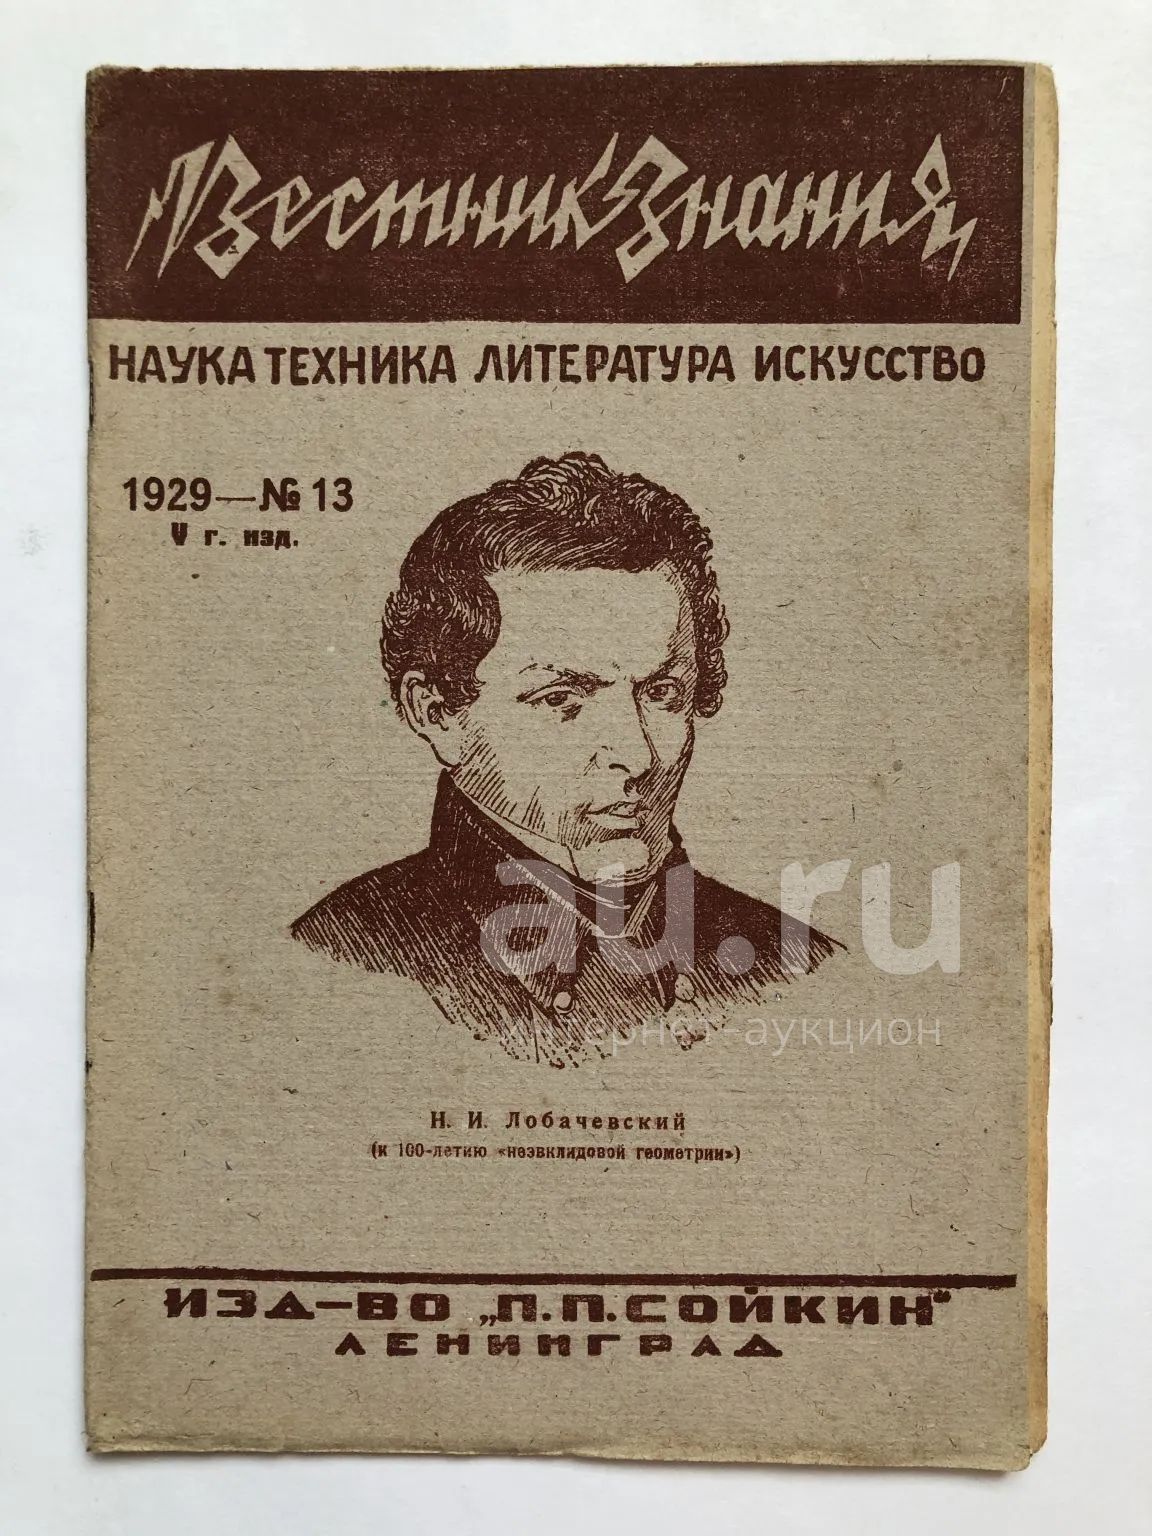 Вестник Знания
НАУКА ТЕХНИКА ЛИТЕРАТУРА ИСКУССТВО
1929—№ 13
V г. изд.
au.ru
интернет-аукцион
Н. И. Лобачевский
(к 100-летию «неэвклидовой геометрии»)
ИЗД-ВО „П.П.СОЙКИН"
ЛЕНИНГРАД